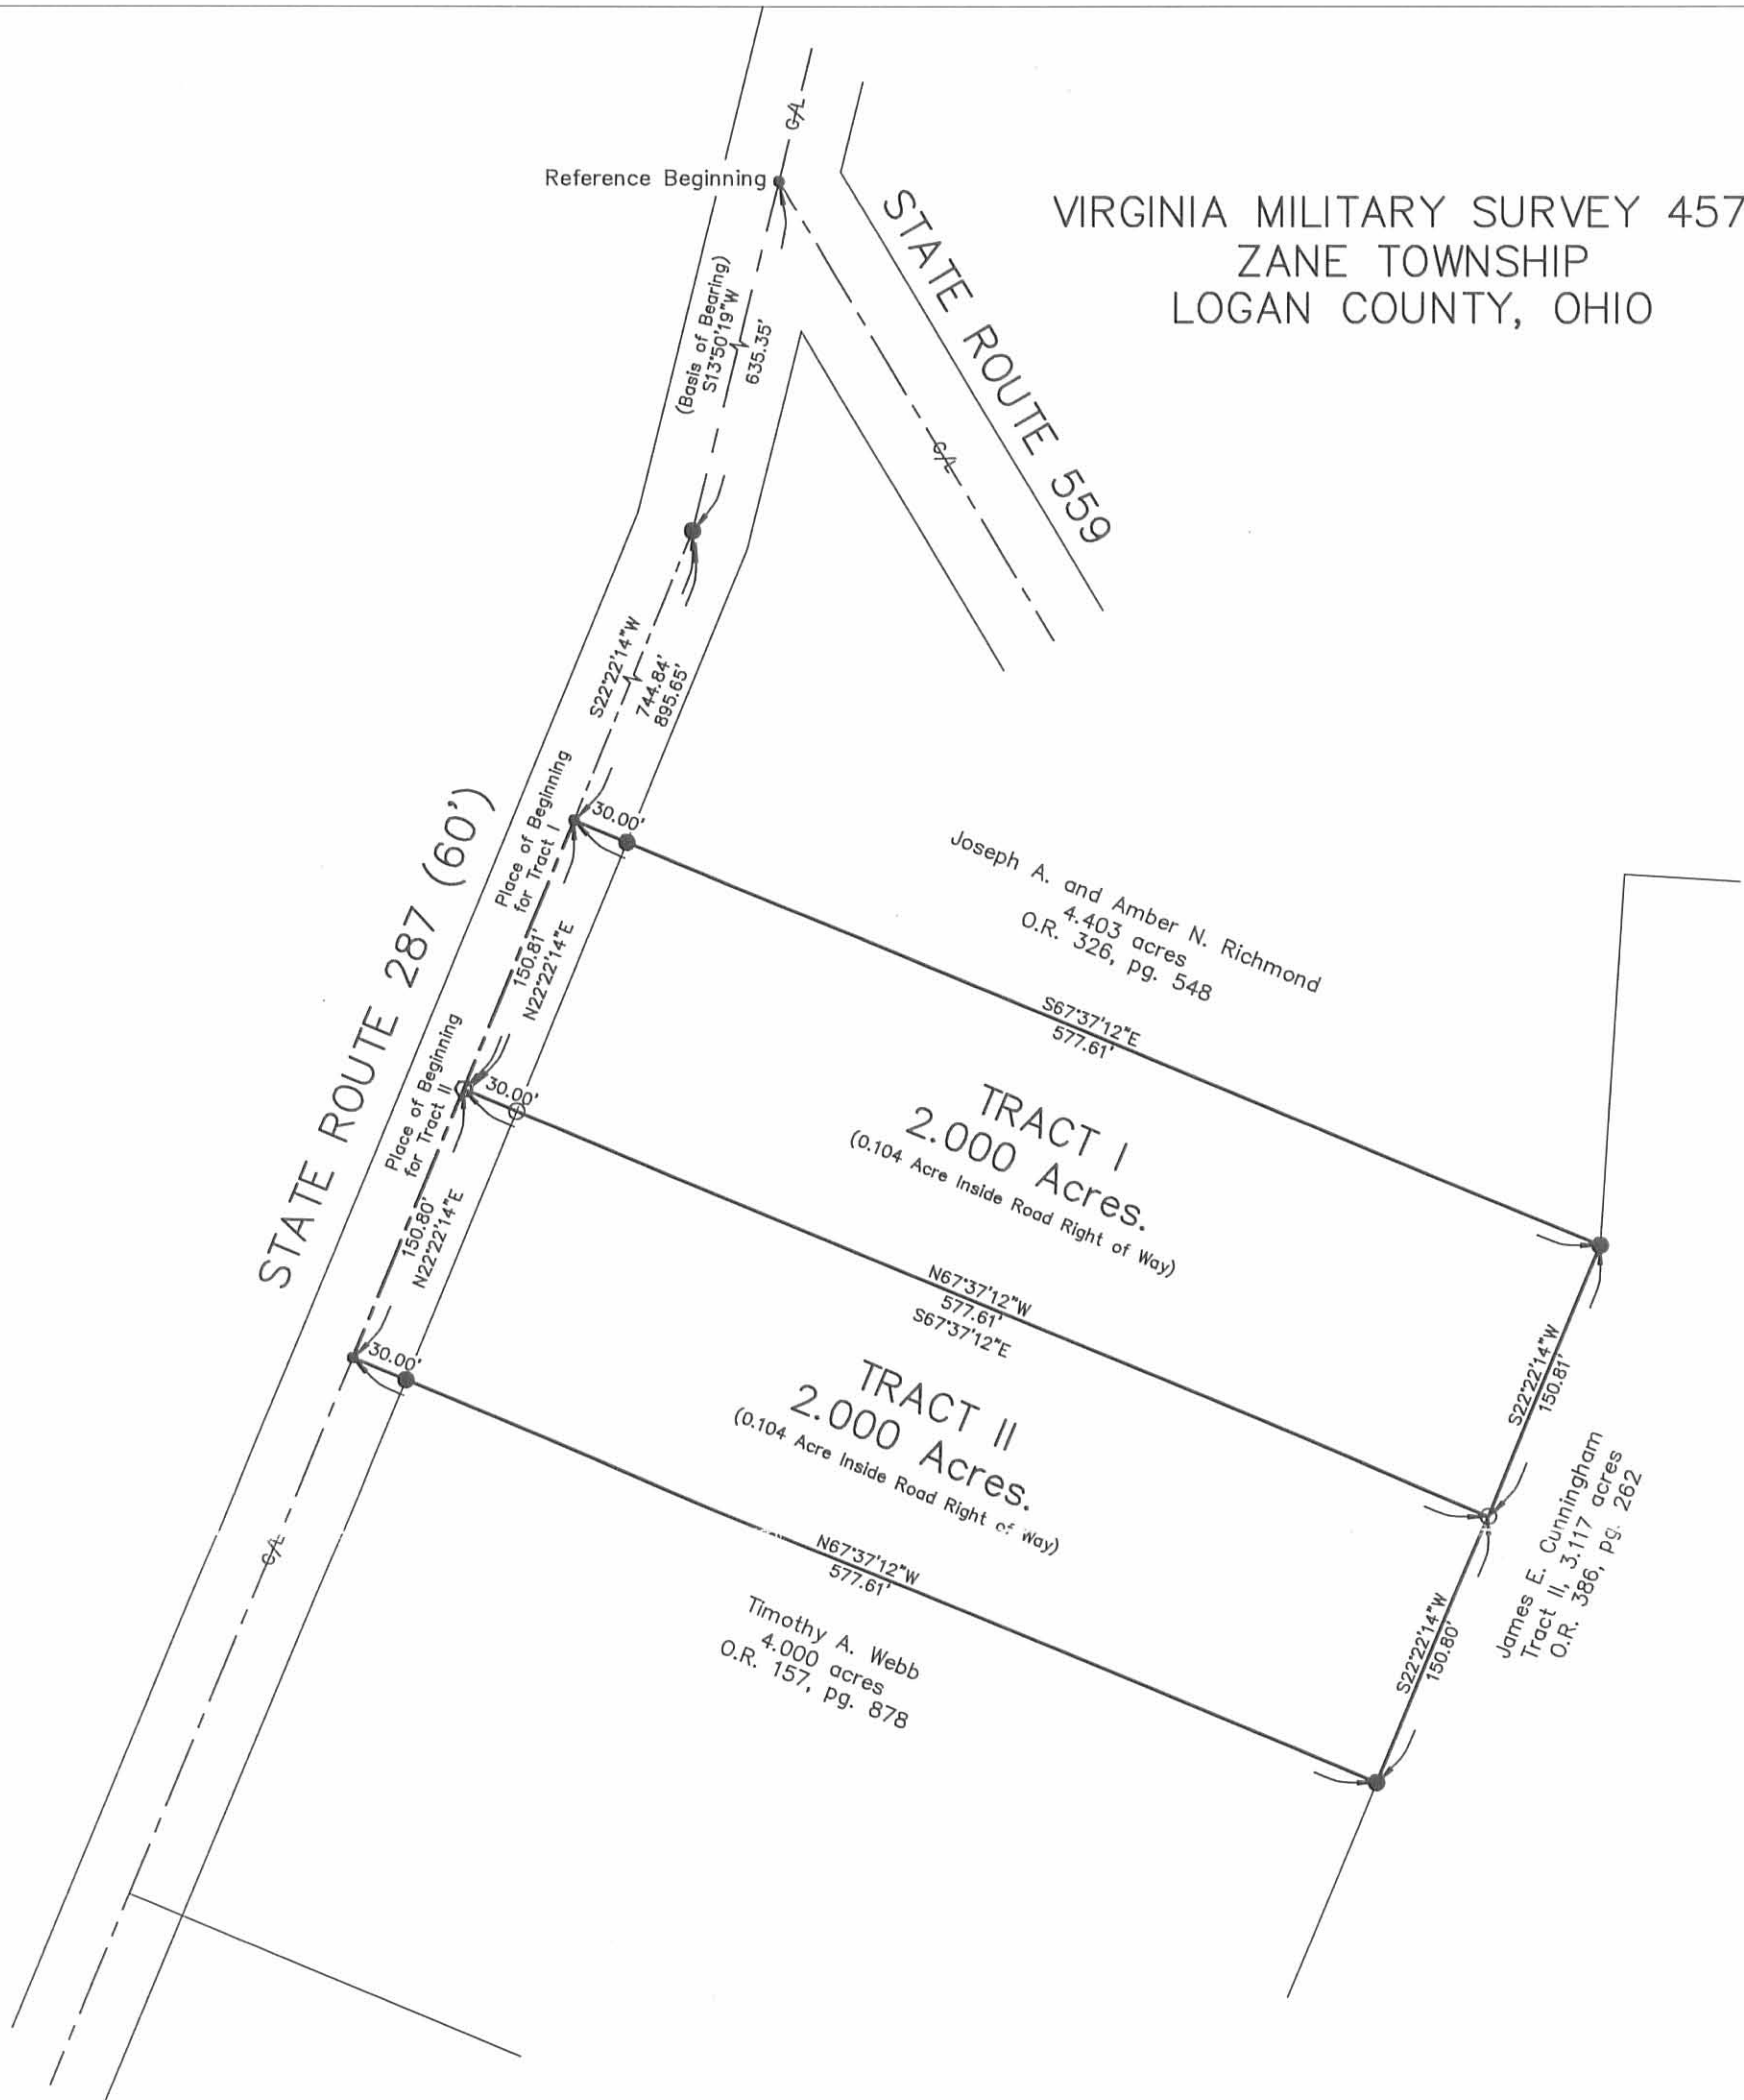 VIRGINIA MILITARY SURVEY 457
ZANE TOWNSHIP
LOGAN COUNTY, OHIO
C/L
Reference Beginning
STATE ROUTE 559
C/L
(Basis of Bearing)
S13°50'19"W
635.35'
S22°22'14"W
744.84'
895.65'
STATE ROUTE 287 (60')
Place of Beginning
for Tract I
30.00'
150.81'
N22°22'14"E
Joseph A. and Amber N. Richmond
4.403 acres
O.R. 326, pg. 548
S67°37'12"E
577.61'
TRACT I
2.000 Acres.
(0.104 Acre Inside Road Right of Way)
Place of Beginning
for Tract II
30.00'
150.80'
N22°22'14"E
N67°37'12"W
577.61'
S67°37'12"E
S22°22'14"W
150.81'
TRACT II
2.000 Acres.
(0.104 Acre Inside Road Right of Way)
30.00'
James E. Cunningham
Tract II, 3.117 acres
O.R. 386, pg. 262
N67°37'12"W
577.61'
S22°22'14"W
150.80'
Timothy A. Webb
4.000 acres
O.R. 157, pg. 878
C/L